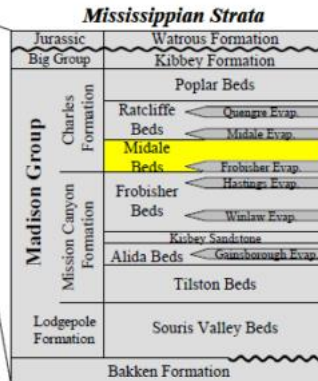 Mississippian Strata
Jurassic Watrous Formation
Big Group Kibbey Formation
Madison Group
Charles
Formation
Poplar Beds
Ratcliffe
Beds
Quengre Evap.
Midale Evap.
Midale
Beds
Frobisher Evap.
Mission Canyon
Formation
Hastings Evap.
Frobisher
Beds
Winlaw Evap.
Kisbey Sandstone
Alida Beds Gainsborough Evap.
Tilston Beds
Lodgepole
Formation
Souris Valley Beds
Bakken Formation